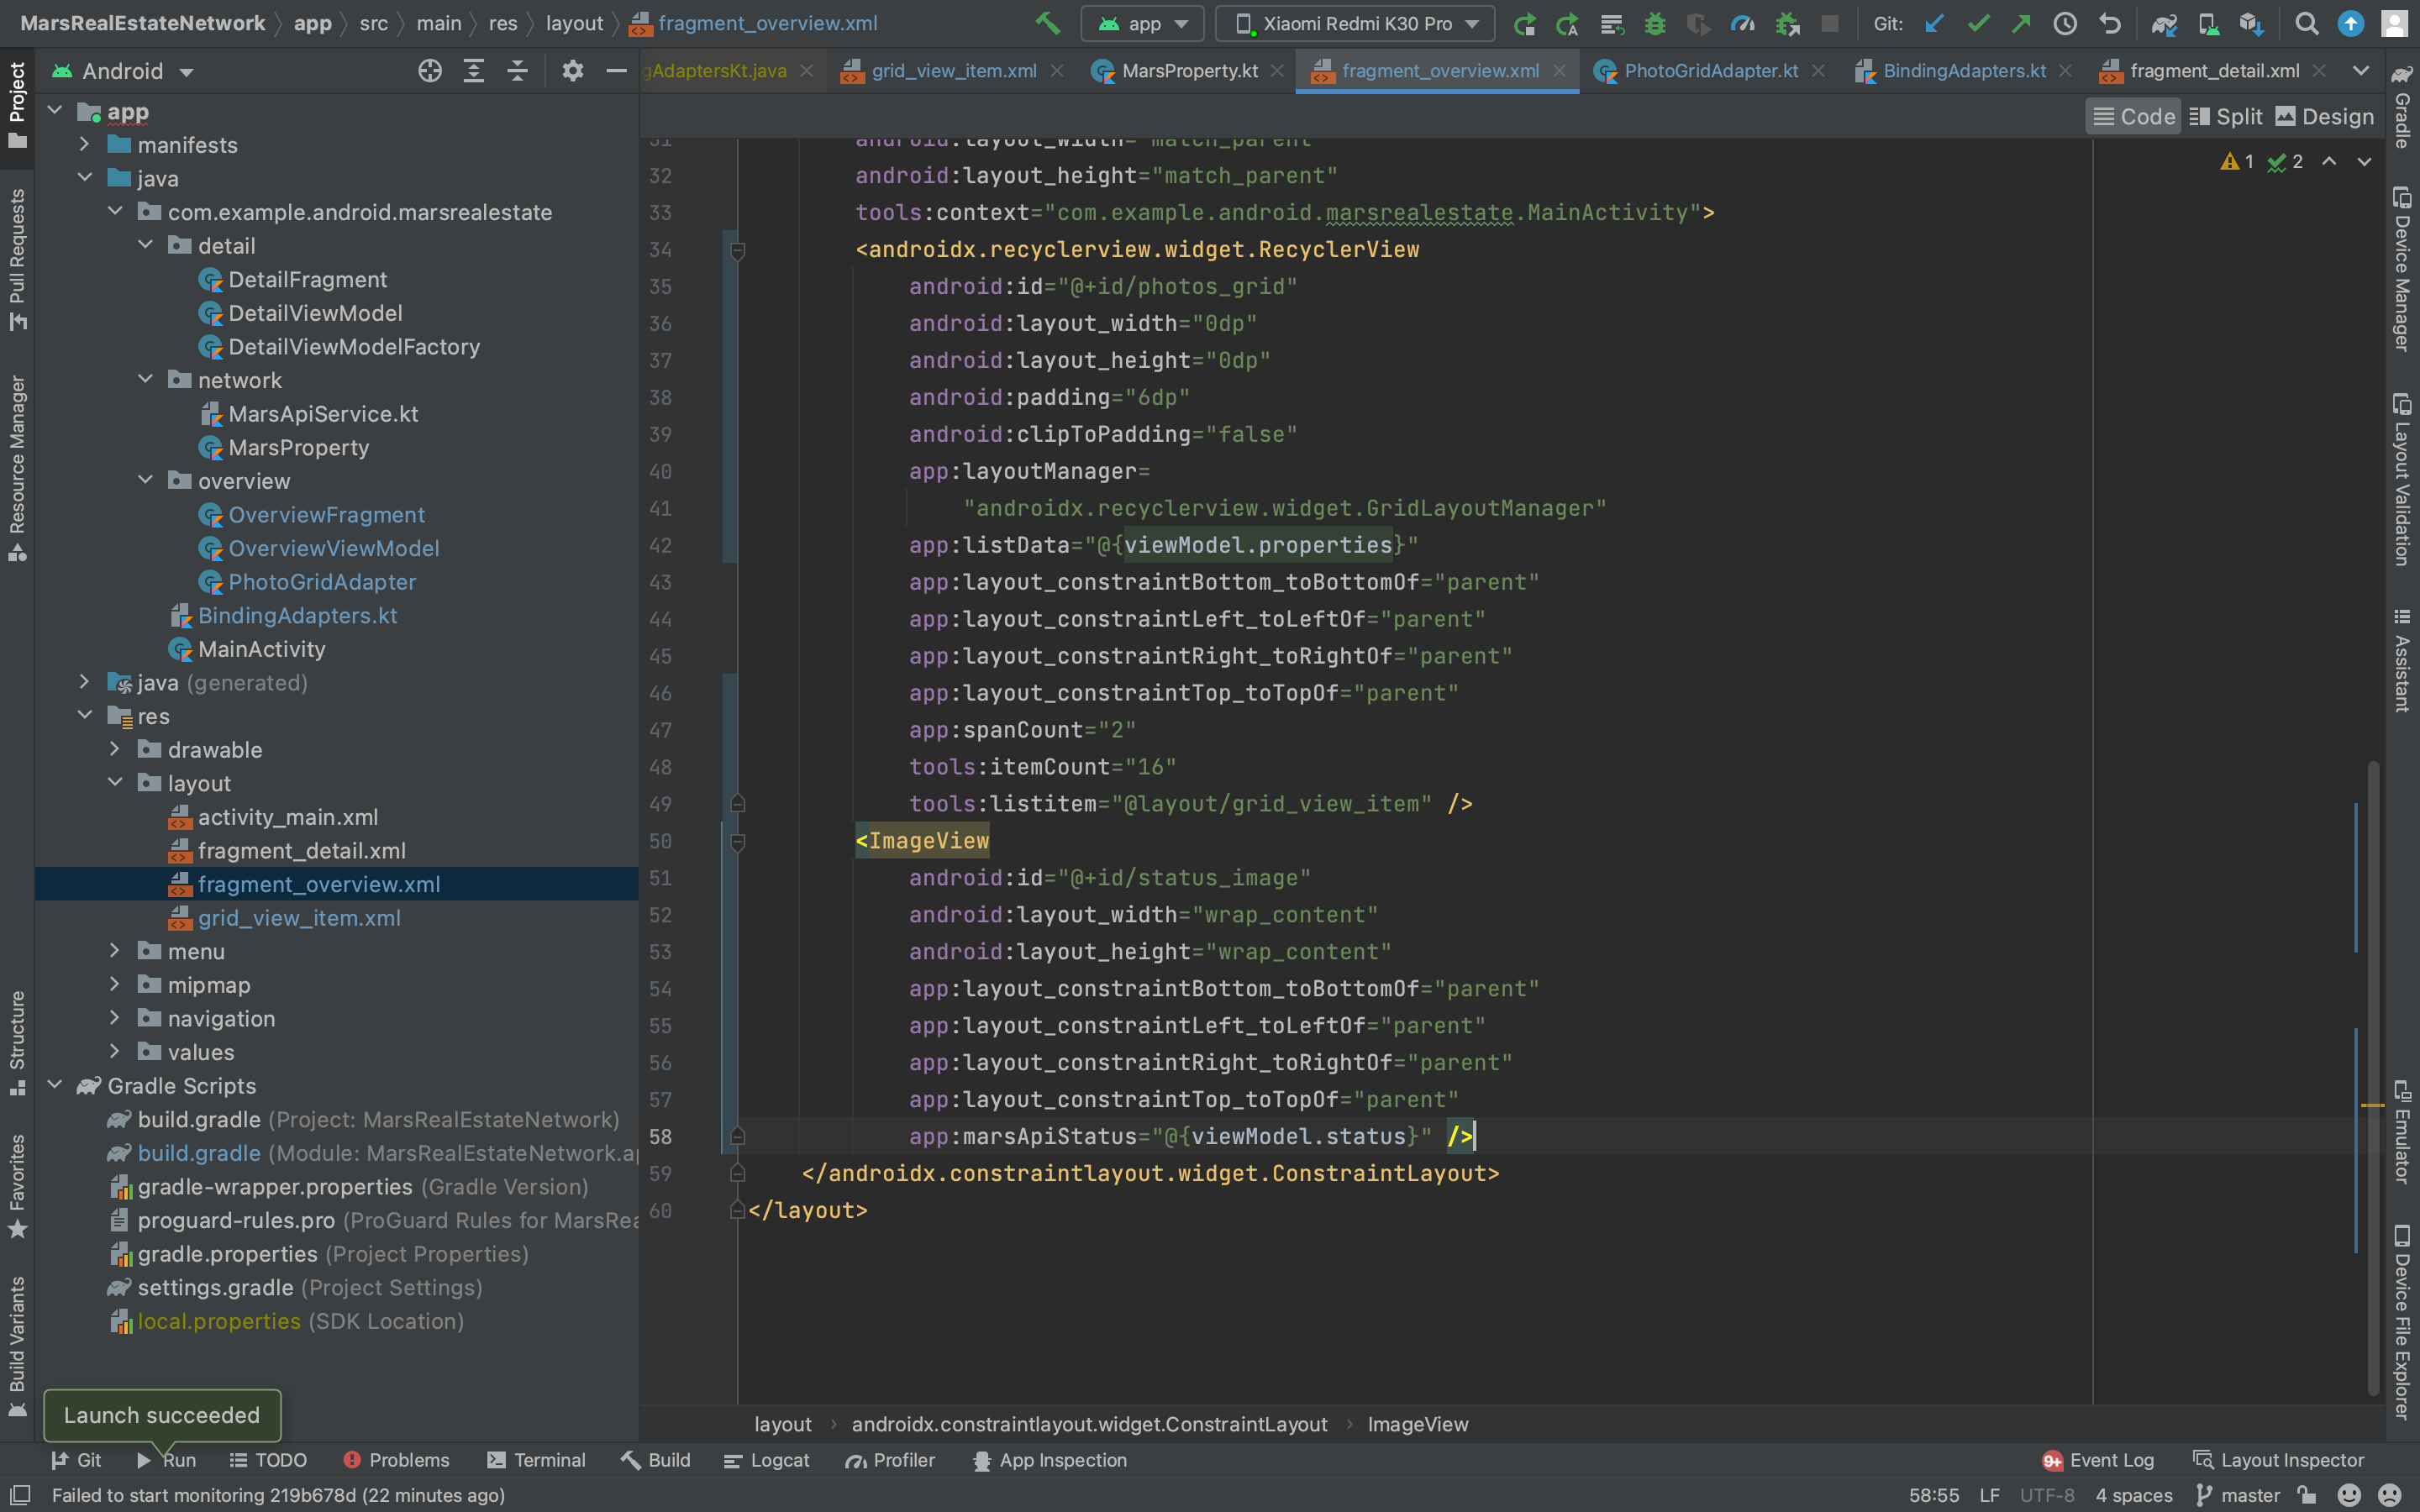 MarsRealEstateNetwork app src main res layout fragment_overview.xml app Xiaomi Redmi K30 Pro Git:
Project
Pull Requests
Resource Manager
Structure
Favorites
Build Variants
Android
app
manifests
java
com.example.android.marsrealestate
detail
DetailFragment
DetailViewModel
DetailViewModelFactory
network
MarsApiService.kt
MarsProperty
overview
OverviewFragment
OverviewViewModel
PhotoGridAdapter
BindingAdapters.kt
MainActivity
java (generated)
res
drawable
layout
activity_main.xml
fragment_detail.xml
fragment_overview.xml
grid_view_item.xml
menu
mipmap
navigation
values
Gradle Scripts
build.gradle (Project: MarsRealEstateNetwork)
build.gradle (Module: MarsRealEstateNetwork.a
gradle-wrapper.properties (Gradle Version)
proguard-rules.pro (ProGuard Rules for MarsRea
gradle.properties (Project Properties)
settings.gradle (Project Settings)
local.properties (SDK Location)
Launch succeeded
gAdaptersKt.java grid_view_item.xml MarsProperty.kt fragment_overview.xml PhotoGridAdapter.kt BindingAdapters.kt fragment_detail.xml
Code Split Design
1 2
31 android:layout_width="match_parent"
32 android:layout_height="match_parent"
33 tools:context="com.example.android.marsrealestate.MainActivity">
34 <androidx.recyclerview.widget.RecyclerView
35 android:id="@+id/photos_grid"
36 android:layout_width="0dp"
37 android:layout_height="0dp"
38 android:padding="6dp"
39 android:clipToPadding="false"
40 app:layoutManager=
41 "androidx.recyclerview.widget.GridLayoutManager"
42 app:listData="@{viewModel.properties}"
43 app:layout_constraintBottom_toBottomOf="parent"
44 app:layout_constraintLeft_toLeftOf="parent"
45 app:layout_constraintRight_toRightOf="parent"
46 app:layout_constraintTop_toTopOf="parent"
47 app:spanCount="2"
48 tools:itemCount="16"
49 tools:listitem="@layout/grid_view_item" />
50 <ImageView
51 android:id="@+id/status_image"
52 android:layout_width="wrap_content"
53 android:layout_height="wrap_content"
54 app:layout_constraintBottom_toBottomOf="parent"
55 app:layout_constraintLeft_toLeftOf="parent"
56 app:layout_constraintRight_toRightOf="parent"
57 app:layout_constraintTop_toTopOf="parent"
58 app:marsApiStatus="@{viewModel.status}" />
59 </androidx.constraintlayout.widget.ConstraintLayout>
60 </layout>
layout androidx.constraintlayout.widget.ConstraintLayout ImageView
Gradle
Device Manager
Layout Validation
Assistant
Emulator
Device File Explorer
Git Run TODO Problems Terminal Build Logcat Profiler App Inspection 9+ Event Log Layout Inspector
Failed to start monitoring 219b678d (22 minutes ago) 58:55 LF UTF-8 4 spaces master